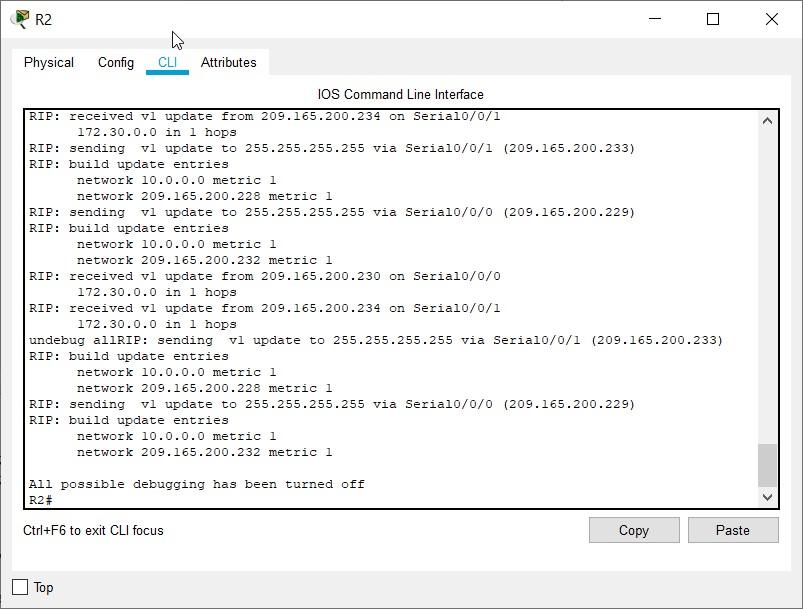 R2
Physical Config CLI Attributes
IOS Command Line Interface
RIP: received v1 update from 209.165.200.234 on Serial0/0/1
      172.30.0.0 in 1 hops
RIP: sending  v1 update to 255.255.255.255 via Serial0/0/1 (209.165.200.233)
RIP: build update entries
      network 10.0.0.0 metric 1
      network 209.165.200.228 metric 1
RIP: sending  v1 update to 255.255.255.255 via Serial0/0/0 (209.165.200.229)
RIP: build update entries
      network 10.0.0.0 metric 1
      network 209.165.200.232 metric 1
RIP: received v1 update from 209.165.200.230 on Serial0/0/0
      172.30.0.0 in 1 hops
RIP: received v1 update from 209.165.200.234 on Serial0/0/1
      172.30.0.0 in 1 hops
undebug allRIP: sending  v1 update to 255.255.255.255 via Serial0/0/1 (209.165.200.233)
RIP: build update entries
      network 10.0.0.0 metric 1
      network 209.165.200.228 metric 1
RIP: sending  v1 update to 255.255.255.255 via Serial0/0/0 (209.165.200.229)
RIP: build update entries
      network 10.0.0.0 metric 1
      network 209.165.200.232 metric 1
All possible debugging has been turned off
R2#
Ctrl+F6 to exit CLI focus Copy Paste
Top